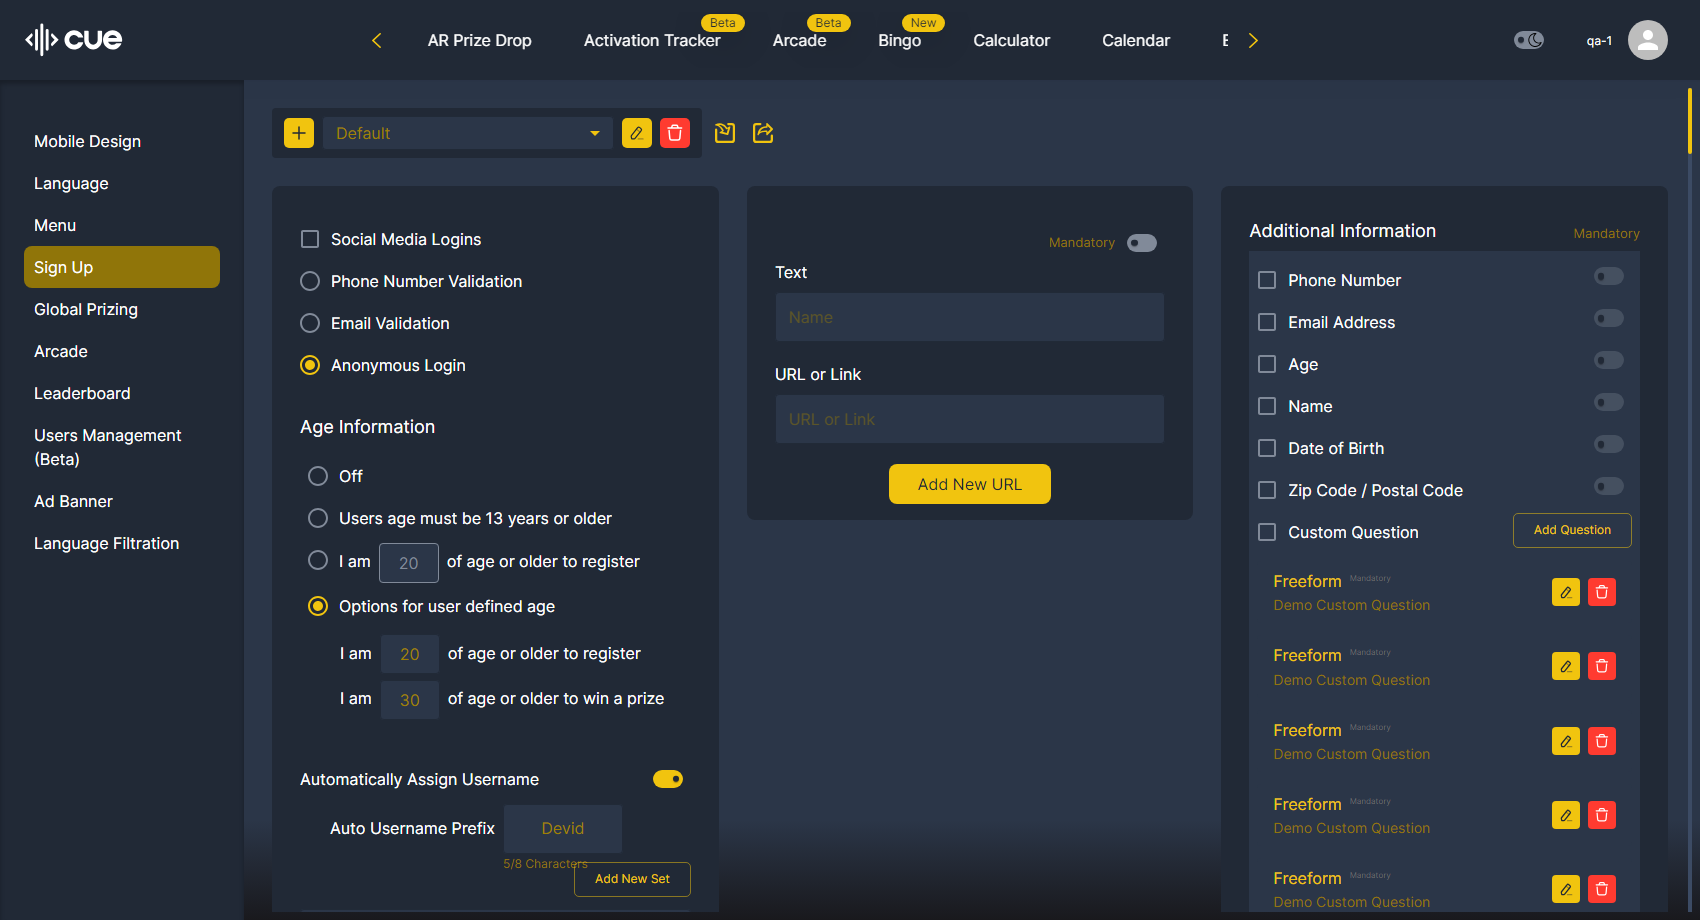 cue
AR Prize Drop
Activation Tracker
Beta
Arcade
Beta
Bingo
New
Calculator
Calendar
qa-1
Mobile Design
Language
Menu
Sign Up
Global Prizing
Arcade
Leaderboard
Users Management
(Beta)
Ad Banner
Language Filtration
Default
Social Media Logins
Phone Number Validation
Email Validation
Anonymous Login
Age Information
Off
Users age must be 13 years or older
I am 20 of age or older to register
Options for user defined age
I am 20 of age or older to register
I am 30 of age or older to win a prize
Automatically Assign Username
Auto Username Prefix Devid
5/8 Characters
Add New Set
Mandatory
Text
Name
URL or Link
URL or Link
Add New URL
Additional Information Mandatory
Phone Number
Email Address
Age
Name
Date of Birth
Zip Code / Postal Code
Custom Question Add Question
Freeform Mandatory
Demo Custom Question
Freeform Mandatory
Demo Custom Question
Freeform Mandatory
Demo Custom Question
Freeform Mandatory
Demo Custom Question
Freeform Mandatory
Demo Custom Question